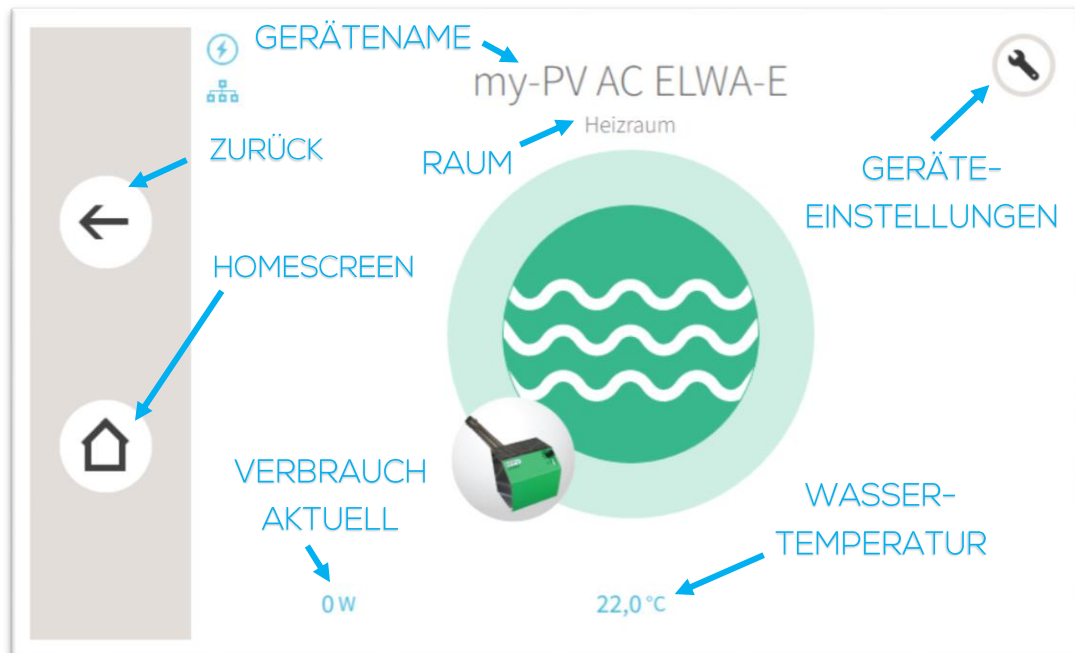 GERÄTENAME
my-PV AC ELWA-E
Heizraum
ZURÜCK
RAUM
GERÄTE-
EINSTELLUNGEN
HOMESCREEN
VERBRAUCH
AKTUELL
WASSER-
TEMPERATUR
0 W
22,0 °C